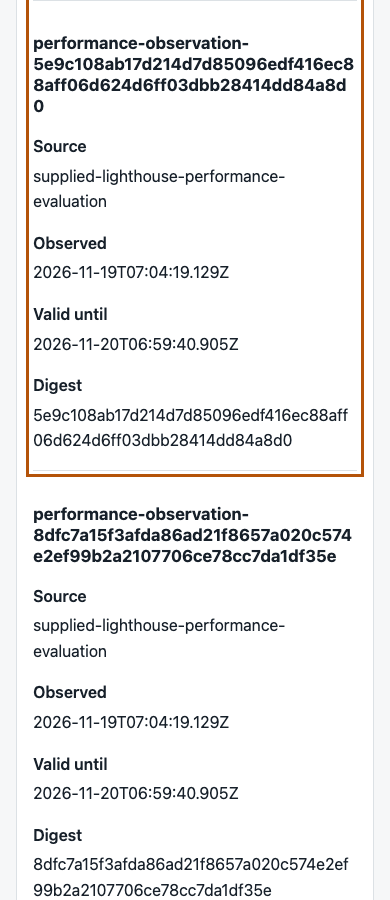 performance-observation-
5e9c108ab17d214d7d85096edf416ec8
8aff06d624d6ff03dbb28414dd84a8d
0
Source
supplied-lighthouse-performance-
evaluation
Observed
2026-11-19T07:04:19.129Z
Valid until
2026-11-20T06:59:40.905Z
Digest
5e9c108ab17d214d7d85096edf416ec88aff
06d624d6ff03dbb28414dd84a8d0
performance-observation-
8dfc7a15f3afda86ad21f8657a020c574
e2ef99b2a2107706ce78cc7da1df35e
Source
supplied-lighthouse-performance-
evaluation
Observed
2026-11-19T07:04:19.129Z
Valid until
2026-11-20T06:59:40.905Z
Digest
8dfc7a15f3afda86ad21f8657a020c574e2ef
99b2a2107706ce78cc7da1df35e